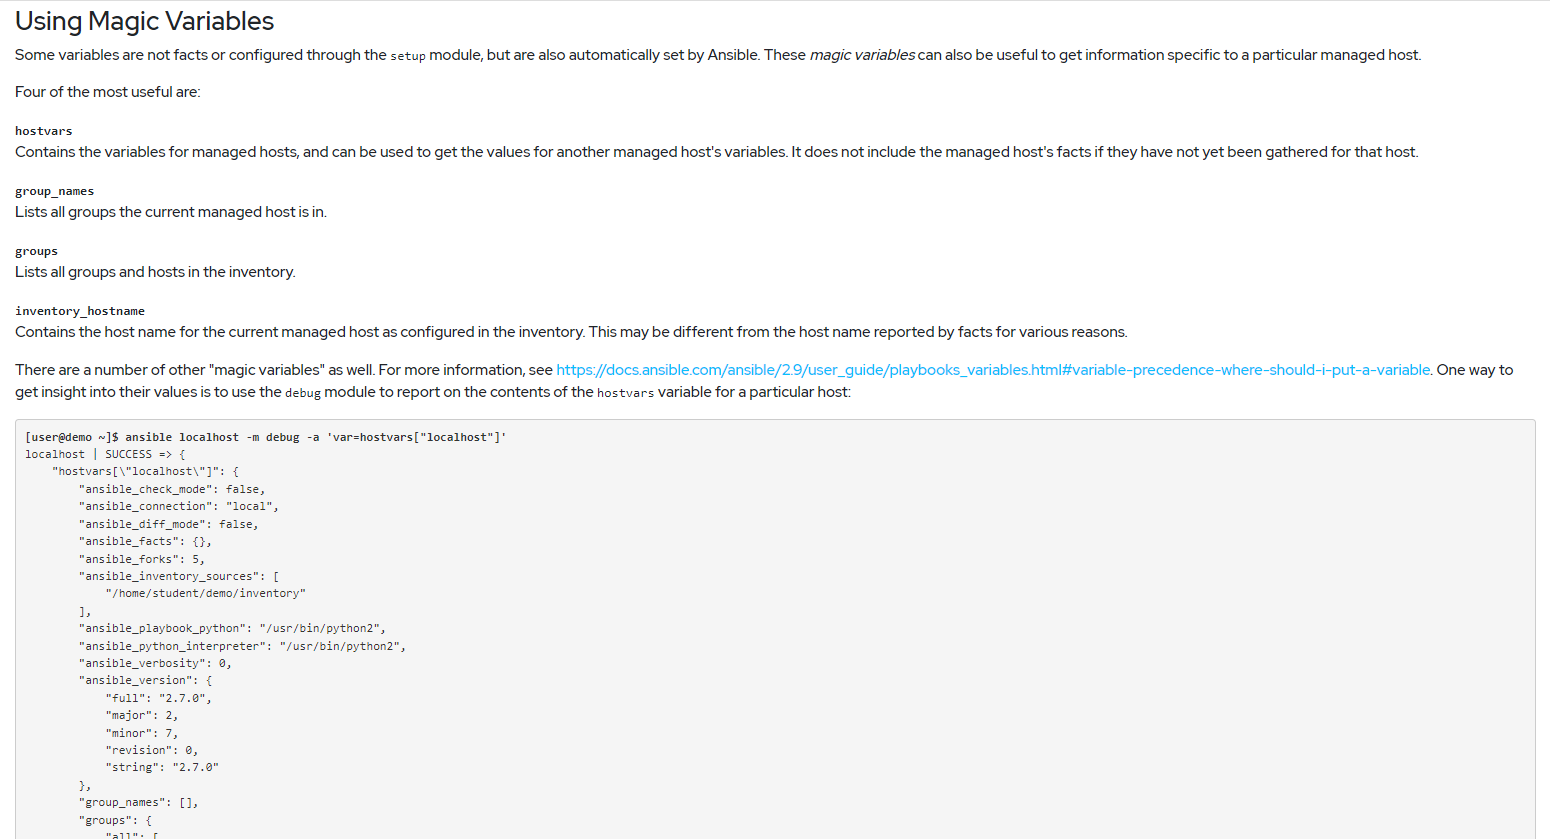 Using Magic Variables
Some variables are not facts or configured through the setup module, but are also automatically set by Ansible. These magic variables can also be useful to get information specific to a particular managed host.
Four of the most useful are:
hostvars
Contains the variables for managed hosts, and can be used to get the values for another managed host's variables. It does not include the managed host's facts if they have not yet been gathered for that host.
group_names
Lists all groups the current managed host is in.
groups
Lists all groups and hosts in the inventory.
inventory_hostname
Contains the host name for the current managed host as configured in the inventory. This may be different from the host name reported by facts for various reasons.
There are a number of other "magic variables" as well. For more information, see https://docs.ansible.com/ansible/2.9/user_guide/playbooks_variables.html#variable-precedence-where-should-i-put-a-variable. One way to
get insight into their values is to use the debug module to report on the contents of the hostvars variable for a particular host:
[user@demo ~]$ ansible localhost -m debug -a 'var=hostvars["localhost"]'
localhost | SUCCESS => {
    "hostvars[\"localhost\"]": {
        "ansible_check_mode": false,
        "ansible_connection": "local",
        "ansible_diff_mode": false,
        "ansible_facts": {},
        "ansible_forks": 5,
        "ansible_inventory_sources": [
            "/home/student/demo/inventory"
        ],
        "ansible_playbook_python": "/usr/bin/python2",
        "ansible_python_interpreter": "/usr/bin/python2",
        "ansible_verbosity": 0,
        "ansible_version": {
            "full": "2.7.0",
            "major": 2,
            "minor": 7,
            "revision": 0,
            "string": "2.7.0"
        },
        "group_names": [],
        "groups": {
            "all": [